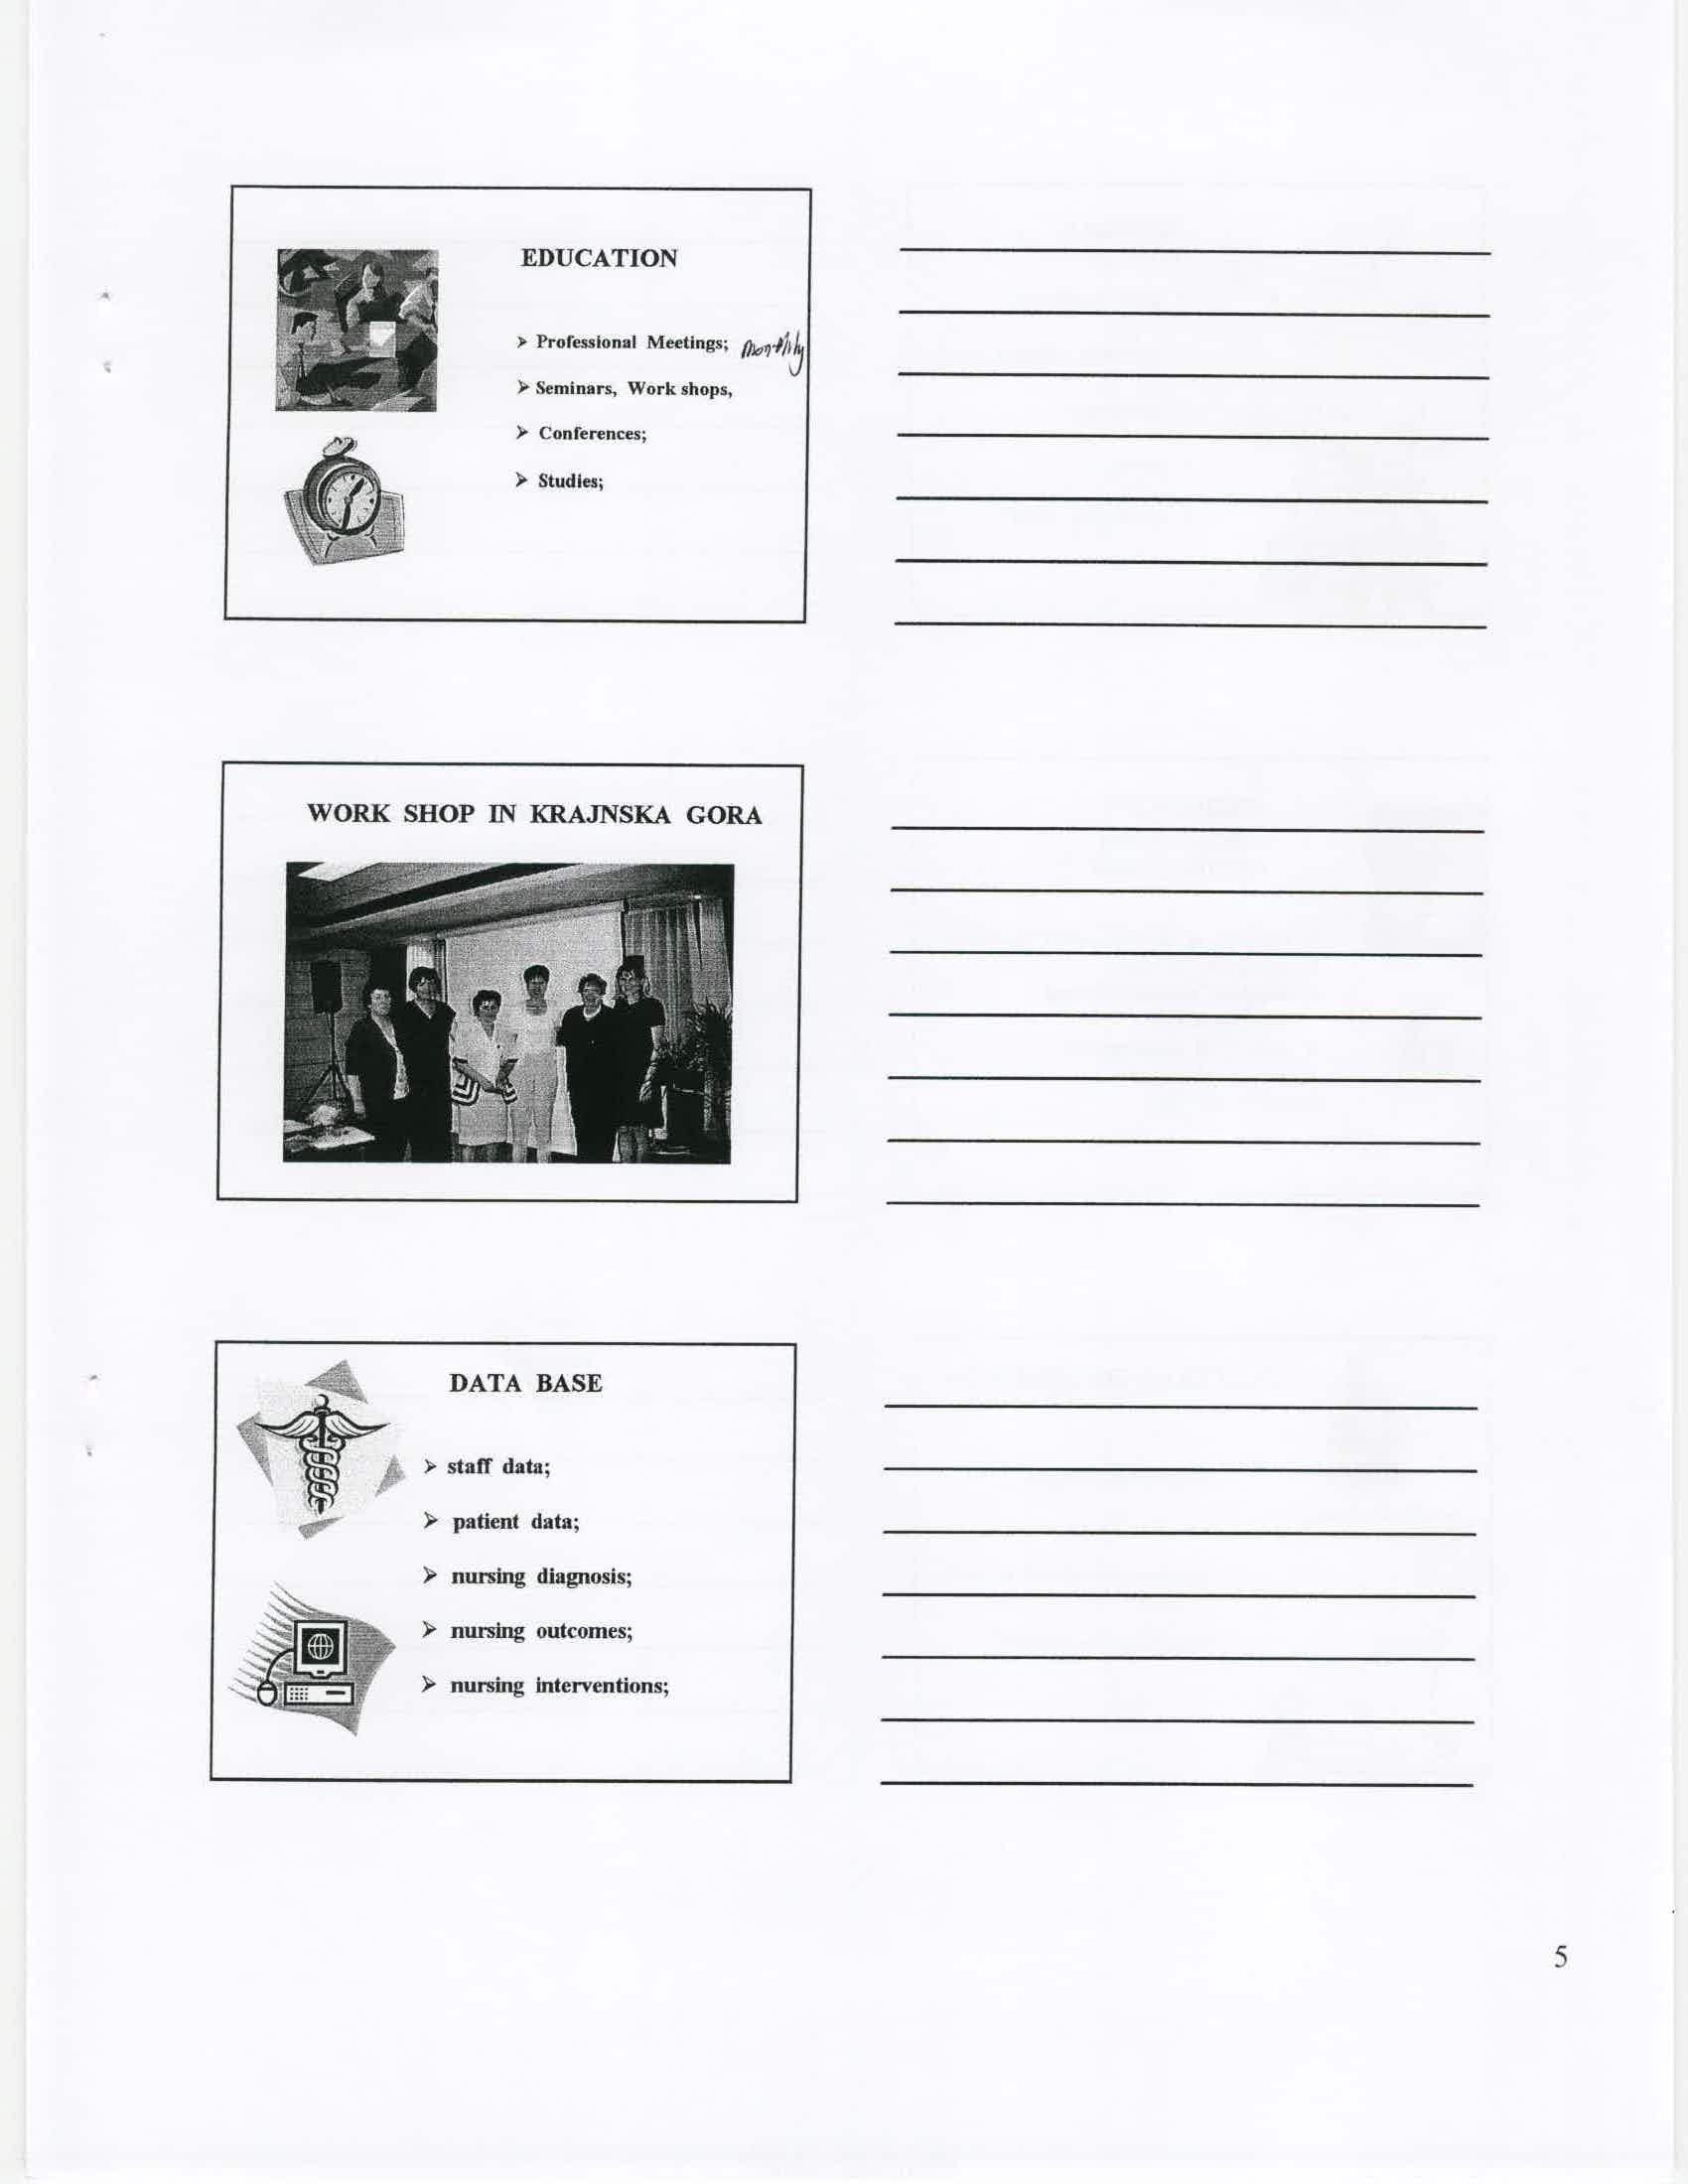 EDUCATION
➢ Professional Meetings; monthly
➢ Seminars, Work shops,
➢ Conferences;
➢ Studies;
WORK SHOP IN KRAJNSKA GORA
DATA BASE
➢ staff data;
➢ patient data;
➢ nursing diagnosis;
➢ nursing outcomes;
➢ nursing interventions;
5